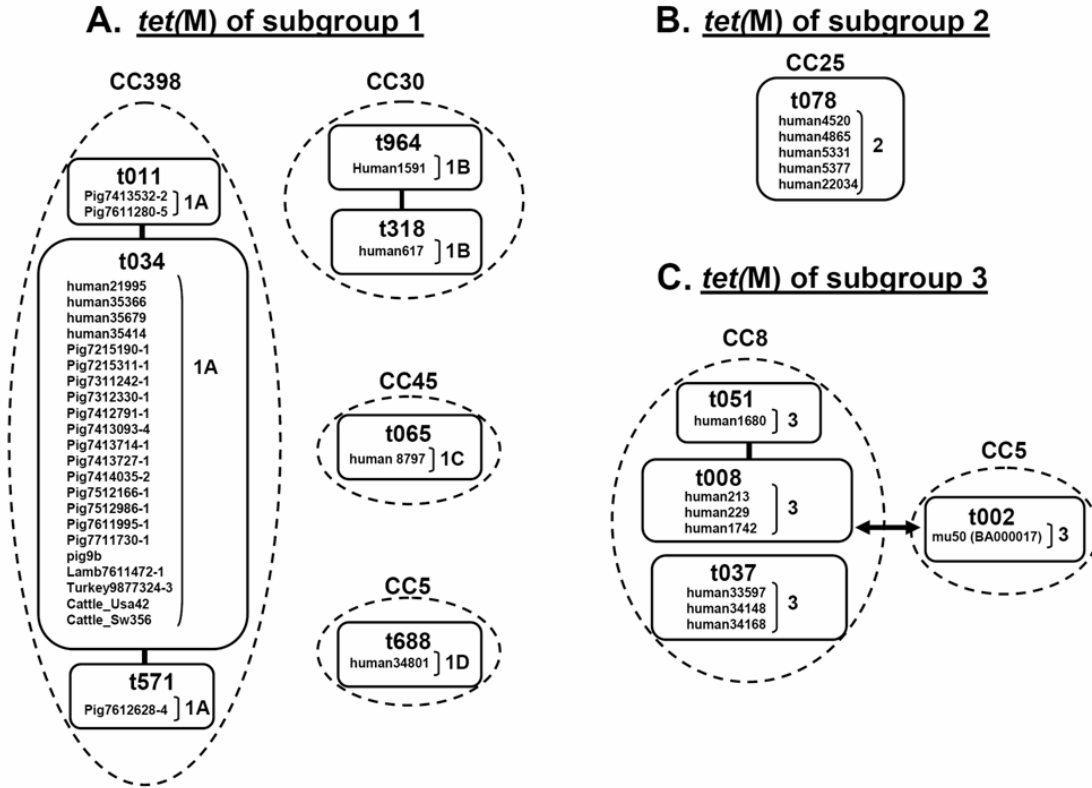 A. tet(M) of subgroup 1
CC398
t011
Pig7413532-2
Pig7611280-5
1A
t034
human21995
human35366
human35679
human35414
Pig7215190-1
Pig7215311-1
Pig7311242-1
Pig7312330-1
Pig7412791-1
Pig7413093-4
Pig7413714-1
Pig7413727-1
Pig7414035-2
Pig7512166-1
Pig7512986-1
Pig7611995-1
Pig7711730-1
pig9b
Lamb7611472-1
Turkey9877324-3
Cattle_Usa42
Cattle_Sw356
1A
t571
Pig7612628-4
1A
CC30
t964
Human1591
1B
t318
human617
1B
CC45
t065
human 8797
1C
CC5
t688
human34801
1D
B. tet(M) of subgroup 2
CC25
t078
human4520
human4865
human5331
human5377
human22034
2
C. tet(M) of subgroup 3
CC8
t051
human1680
3
t008
human213
human229
human1742
3
t037
human33597
human34148
human34168
3
CC5
t002
mu50 (BA000017)
3